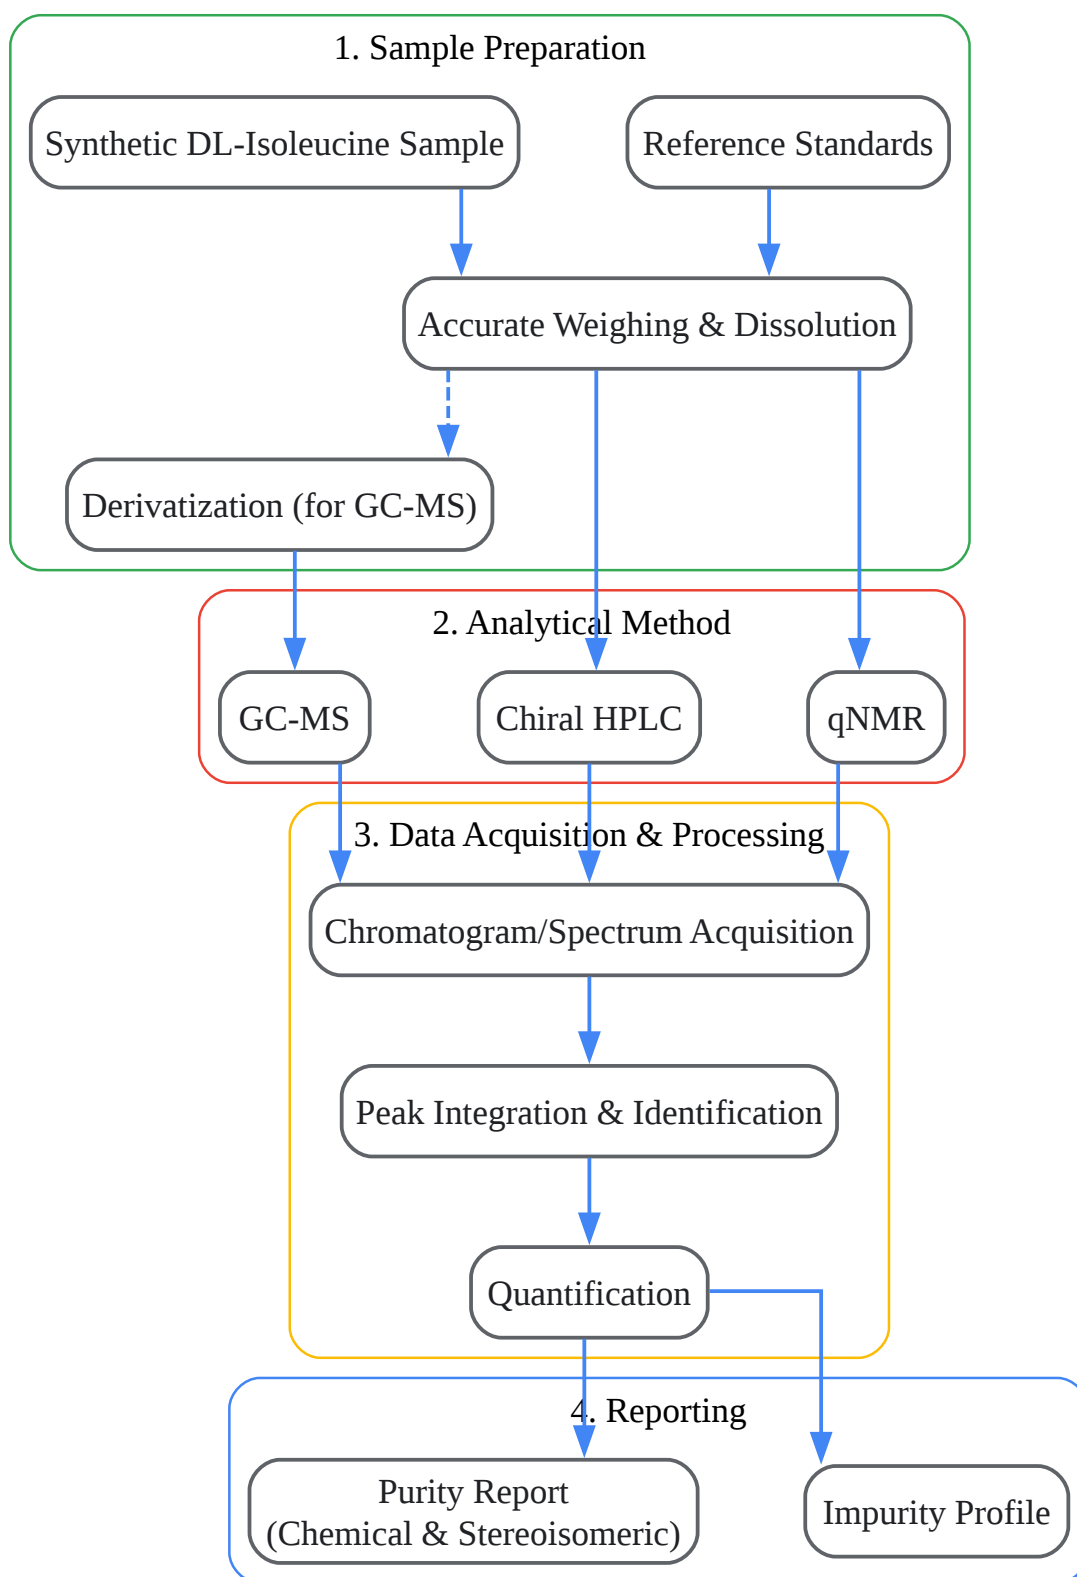 1. Sample Preparation
Synthetic DL-Isoleucine Sample
Reference Standards
Accurate Weighing & Dissolution
Derivatization (for GC-MS)
2. Analytical Method
GC-MS
Chiral HPLC
qNMR
3. Data Acquisition & Processing
Chromatogram/Spectrum Acquisition
Peak Integration & Identification
Quantification
4. Reporting
Purity Report
(Chemical & Stereoisomeric)
Impurity Profile